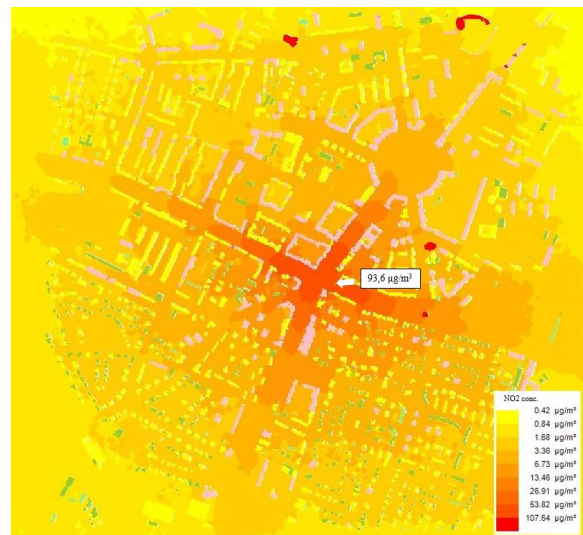 93,6 µg/m³
NO2 conc.
0.42 µg/m³
0.84 µg/m³
1.68 µg/m³
3.36 µg/m³
6.73 µg/m³
13.46 µg/m³
26.91 µg/m³
53.82 µg/m³
107.64 µg/m³